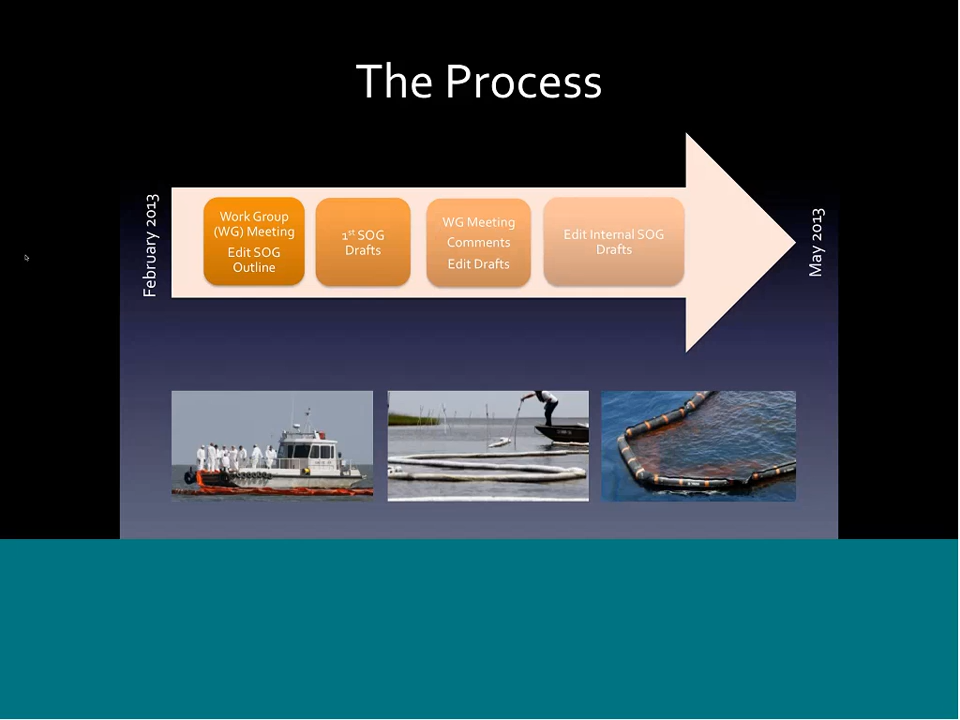 The Process
February 2013
Work Group
(WG) Meeting
Edit SOG
Outline
1st SOG
Drafts
WG Meeting
Comments
Edit Drafts
Edit Internal SOG
Drafts
May 2013